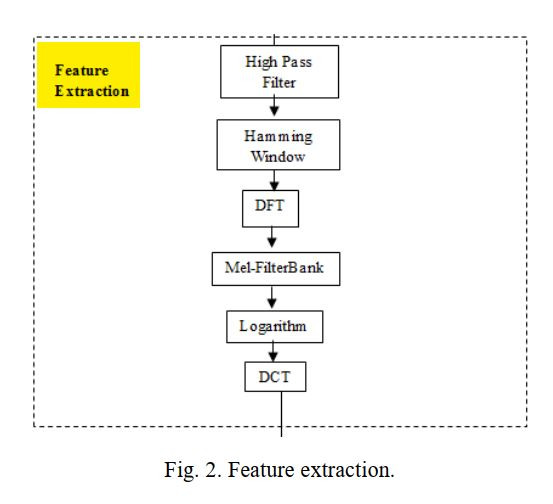 Feature
Extraction
High Pass
Filter
Hamming
Window
DFT
Mel-FilterBank
Logarithm
DCT
Fig. 2. Feature extraction.